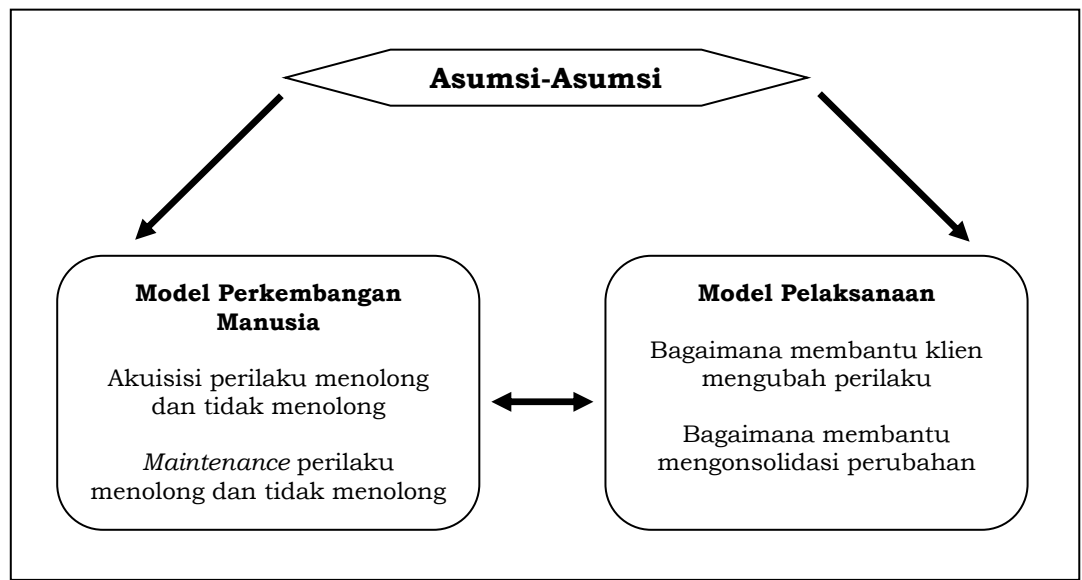 Asumsi-Asumsi
Model Perkembangan
Manusia
Akuisisi perilaku menolong
dan tidak menolong
Maintenance perilaku
menolong dan tidak menolong
Model Pelaksanaan
Bagaimana membantu klien
mengubah perilaku
Bagaimana membantu
mengonsolidasi perubahan